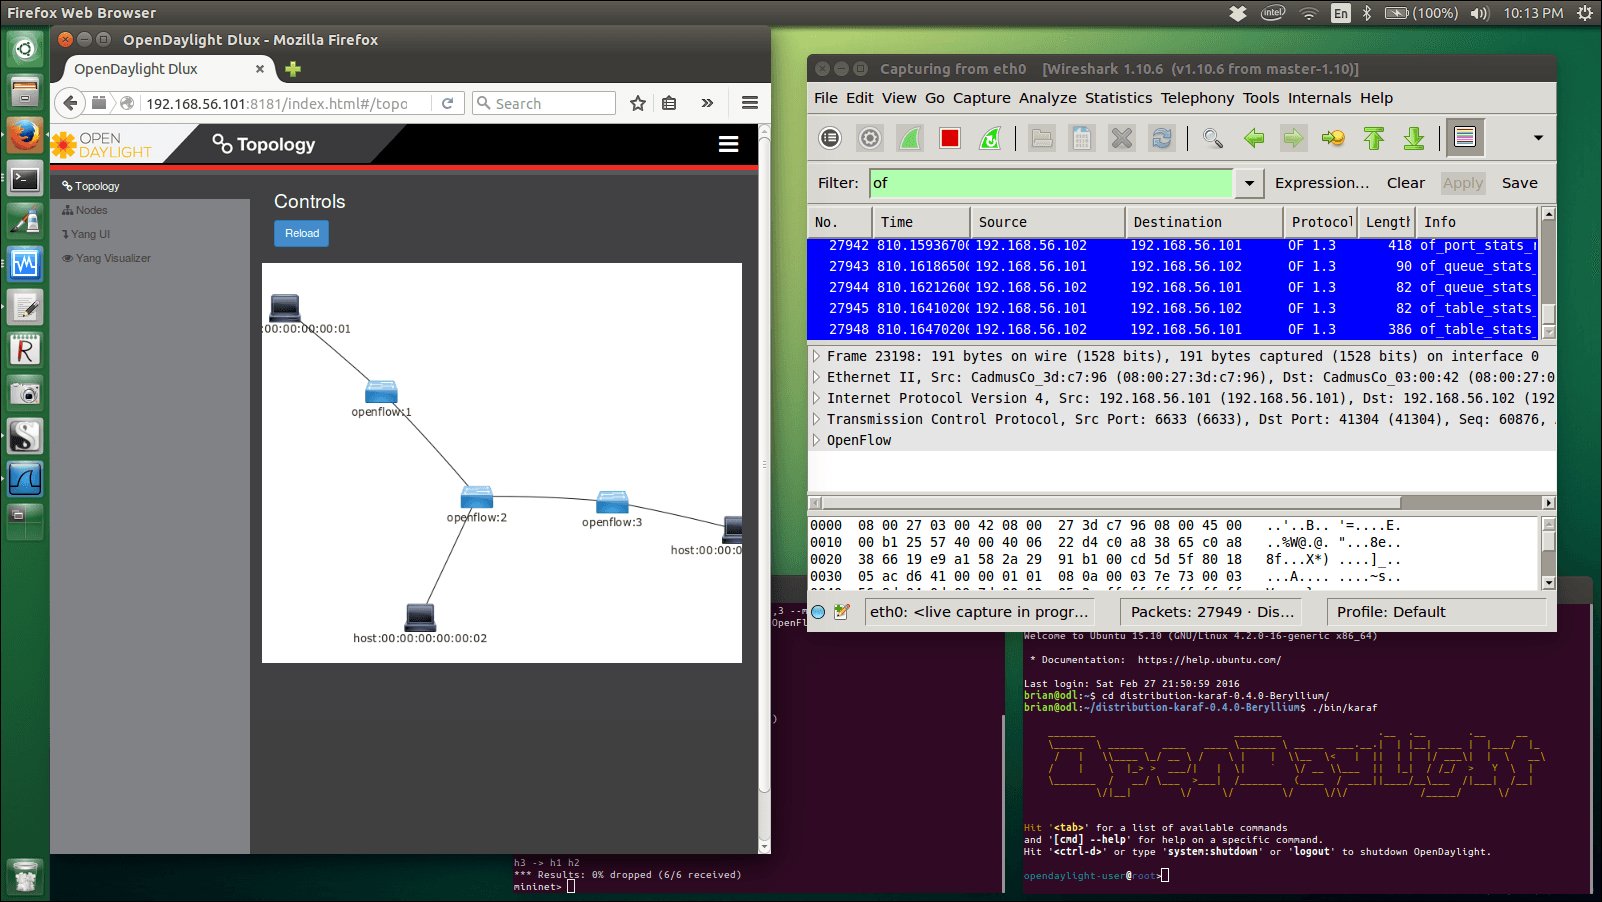 Firefox Web Browser
intel
En
(100%)
10:13 PM
OpenDaylight Dlux - Mozilla Firefox
OpenDaylight Dlux
192.168.56.101:8181/index.html#/topo
Search
OPEN
DAYLIGHT
Topology
Topology
Nodes
Yang UI
Yang Visualizer
Controls
Reload
:00:00:00:00:01
openflow:1
openflow:2
openflow:3
host:00:00:0
host:00:00:00:00:00:02
Capturing from eth0 [Wireshark 1.10.6 (v1.10.6 from master-1.10)]
File Edit View Go Capture Analyze Statistics Telephony Tools Internals Help
Filter: of Expression... Clear Apply Save
No. Time Source Destination Protocol Length Info
27942 810.15936700 192.168.56.102 192.168.56.101 OF 1.3 418 of_port_stats_r
27943 810.16186500 192.168.56.101 192.168.56.102 OF 1.3 90 of_queue_stats_
27944 810.16212600 192.168.56.102 192.168.56.101 OF 1.3 82 of_queue_stats_
27945 810.16410200 192.168.56.101 192.168.56.102 OF 1.3 82 of_table_stats_
27948 810.16470200 192.168.56.102 192.168.56.101 OF 1.3 386 of_table_stats_
Frame 23198: 191 bytes on wire (1528 bits), 191 bytes captured (1528 bits) on interface 0
Ethernet II, Src: CadmusCo_3d:c7:96 (08:00:27:3d:c7:96), Dst: CadmusCo_03:00:42 (08:00:27:0
Internet Protocol Version 4, Src: 192.168.56.101 (192.168.56.101), Dst: 192.168.56.102 (192
Transmission Control Protocol, Src Port: 6633 (6633), Dst Port: 41304 (41304), Seq: 60876,
OpenFlow
0000 08 00 27 03 00 42 08 00 27 3d c7 96 08 00 45 00 ..'..B.. '=....E.
0010 00 b1 25 57 40 00 40 06 22 d4 c0 a8 38 65 c0 a8 ..%W@.@. "...8e..
0020 38 66 19 e9 a1 58 2a 29 91 b1 00 cd 5d 5f 80 18 8f...X*) ....]_..
0030 05 ac d6 41 00 00 01 01 08 0a 00 03 7e 73 00 03 ...A.... ....~s..
eth0: <live capture in progr...
Packets: 27949 · Dis...
Profile: Default
,3 --m
OpenFl
)
h3 -> h1 h2
*** Results: 0% dropped (6/6 received)
mininet>
Welcome to Ubuntu 15.10 (GNU/Linux 4.2.0-16-generic x86_64)
* Documentation: https://help.ubuntu.com/
Last login: Sat Feb 27 21:50:59 2016
brian@odl:~$ cd distribution-karaf-0.4.0-Beryllium/
brian@odl:~/distribution-karaf-0.4.0-Beryllium$ ./bin/karaf
OpenDaylight
Hit '<tab>' for a list of available commands
and '[cmd] --help' for help on a specific command.
Hit '<ctrl-d>' or type 'system:shutdown' or 'logout' to shutdown OpenDaylight.
opendaylight-user@root>